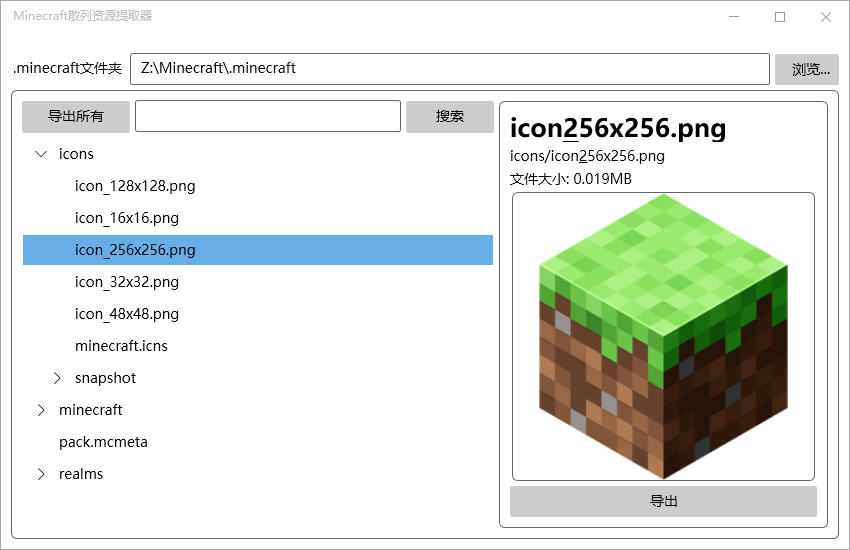 Minecraft散列资源提取器
.minecraft文件夹
Z:\Minecraft\.minecraft
浏览...
导出所有
搜索
icons
icon_128x128.png
icon_16x16.png
icon_256x256.png
icon_32x32.png
icon_48x48.png
minecraft.icns
snapshot
minecraft
pack.mcmeta
realms
icon256x256.png
icons/icon256x256.png
文件大小: 0.019MB
导出